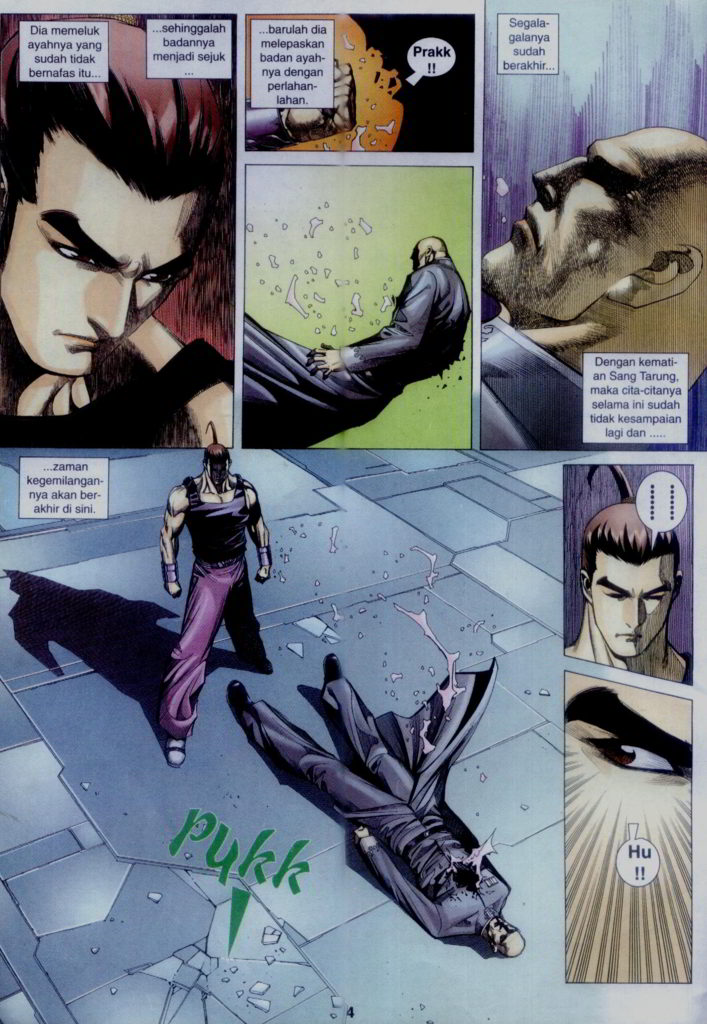 Dia memeluk
ayahnya yang
sudah tidak
bernafas itu...
...sehinggalah
badannya
menjadi sejuk
...
...barulah dia
melepaskan
badan ayah-
nya dengan
perlahan-
lahan.
Prakk
!!
Segala-
galanya
sudah
berakhir...
Dengan kemati-
an Sang Tarung,
maka cita-citanya
selama ini sudah
tidak kesampaian
lagi dan .....
...zaman
kegemilangan-
nya akan ber-
akhir di sini.
pukk
Hu
!!
4